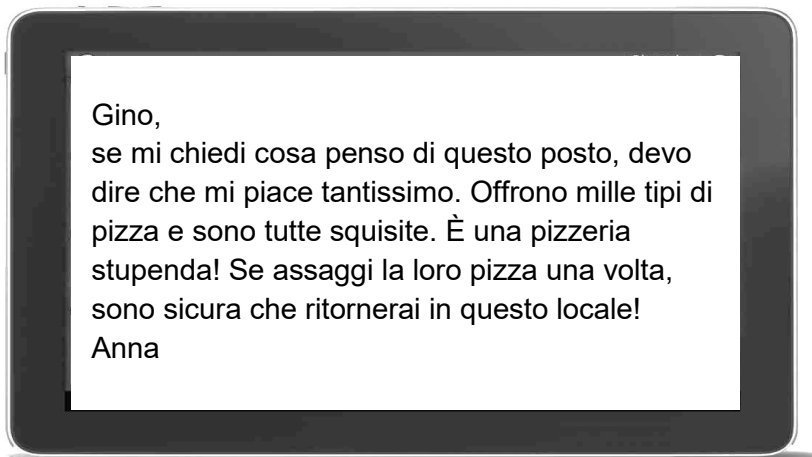 Gino,
se mi chiedi cosa penso di questo posto, devo
dire che mi piace tantissimo. Offrono mille tipi di
pizza e sono tutte squisite. È una pizzeria
stupenda! Se assaggi la loro pizza una volta,
sono sicura che ritornerai in questo locale!
Anna